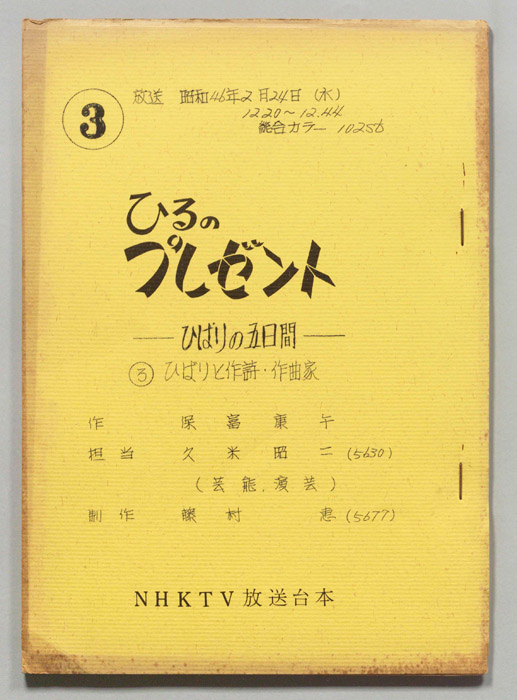 3
放送 昭和46年2月24日(水)
1220～12.44
総合カラー 1025b
ひるの
プレゼント
── ひばりの五日間 ──
③ ひばりと作詩・作曲家
作 保富康午
担当 久米昭二(5630)
(芸能,演芸)
制作 藤村 恵(5677)
NHKTV放送台本